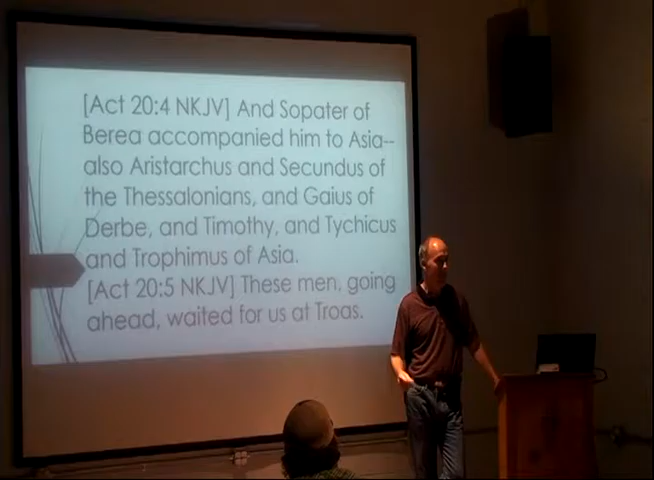 [Act 20:4 NKJV] And Sopater of
Berea accompanied him to Asia--
also Aristarchus and Secundus of
the Thessalonians, and Gaius of
Derbe, and Timothy, and Tychicus
and Trophimus of Asia.
[Act 20:5 NKJV] These men, going
ahead, waited for us at Troas.